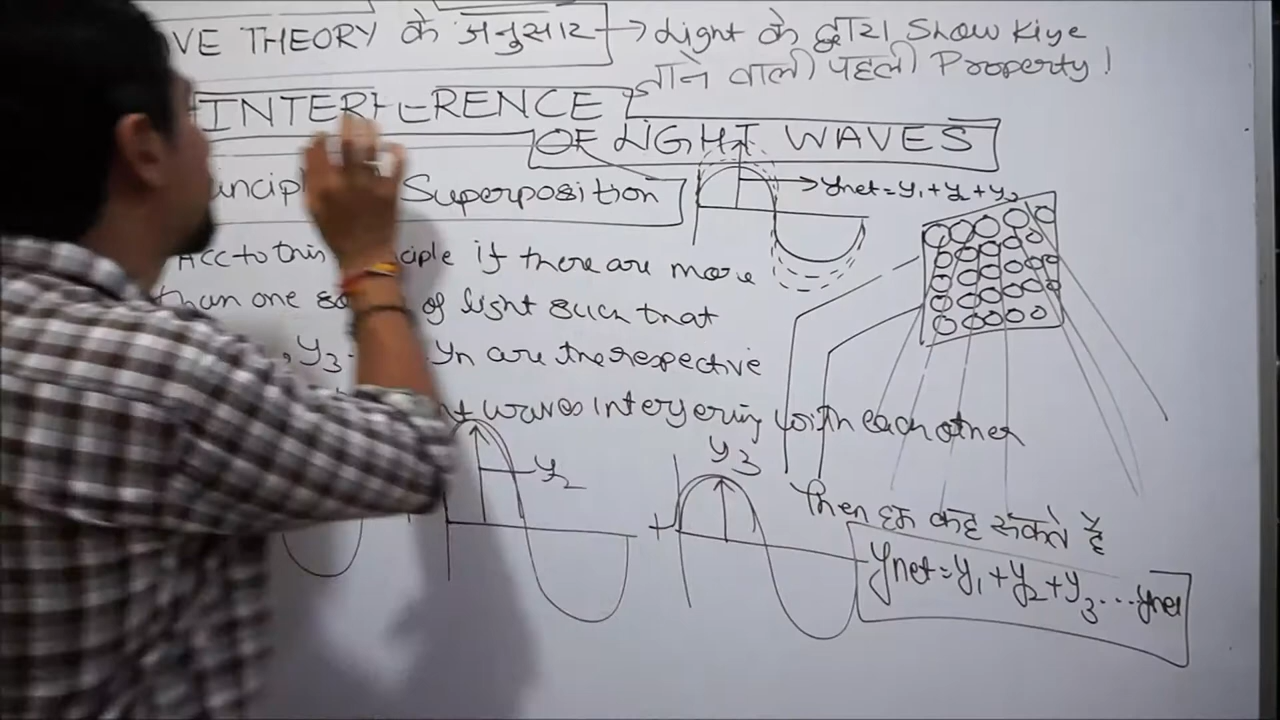 VE THEORY के अनुसार → Light के द्वारा Show Kiye
जाने वाली पहली Property!
INTERFERENCE
OF LIGHT WAVES
Superposition
ynet = y1 + y2 + y3
Acc to this if there are more
than one of light such that
, y3 yn are the respective
waves interfering with each other
y2
y3
+
Then हम कह सकते है
ynet = y1 + y2 + y3 ... ynet